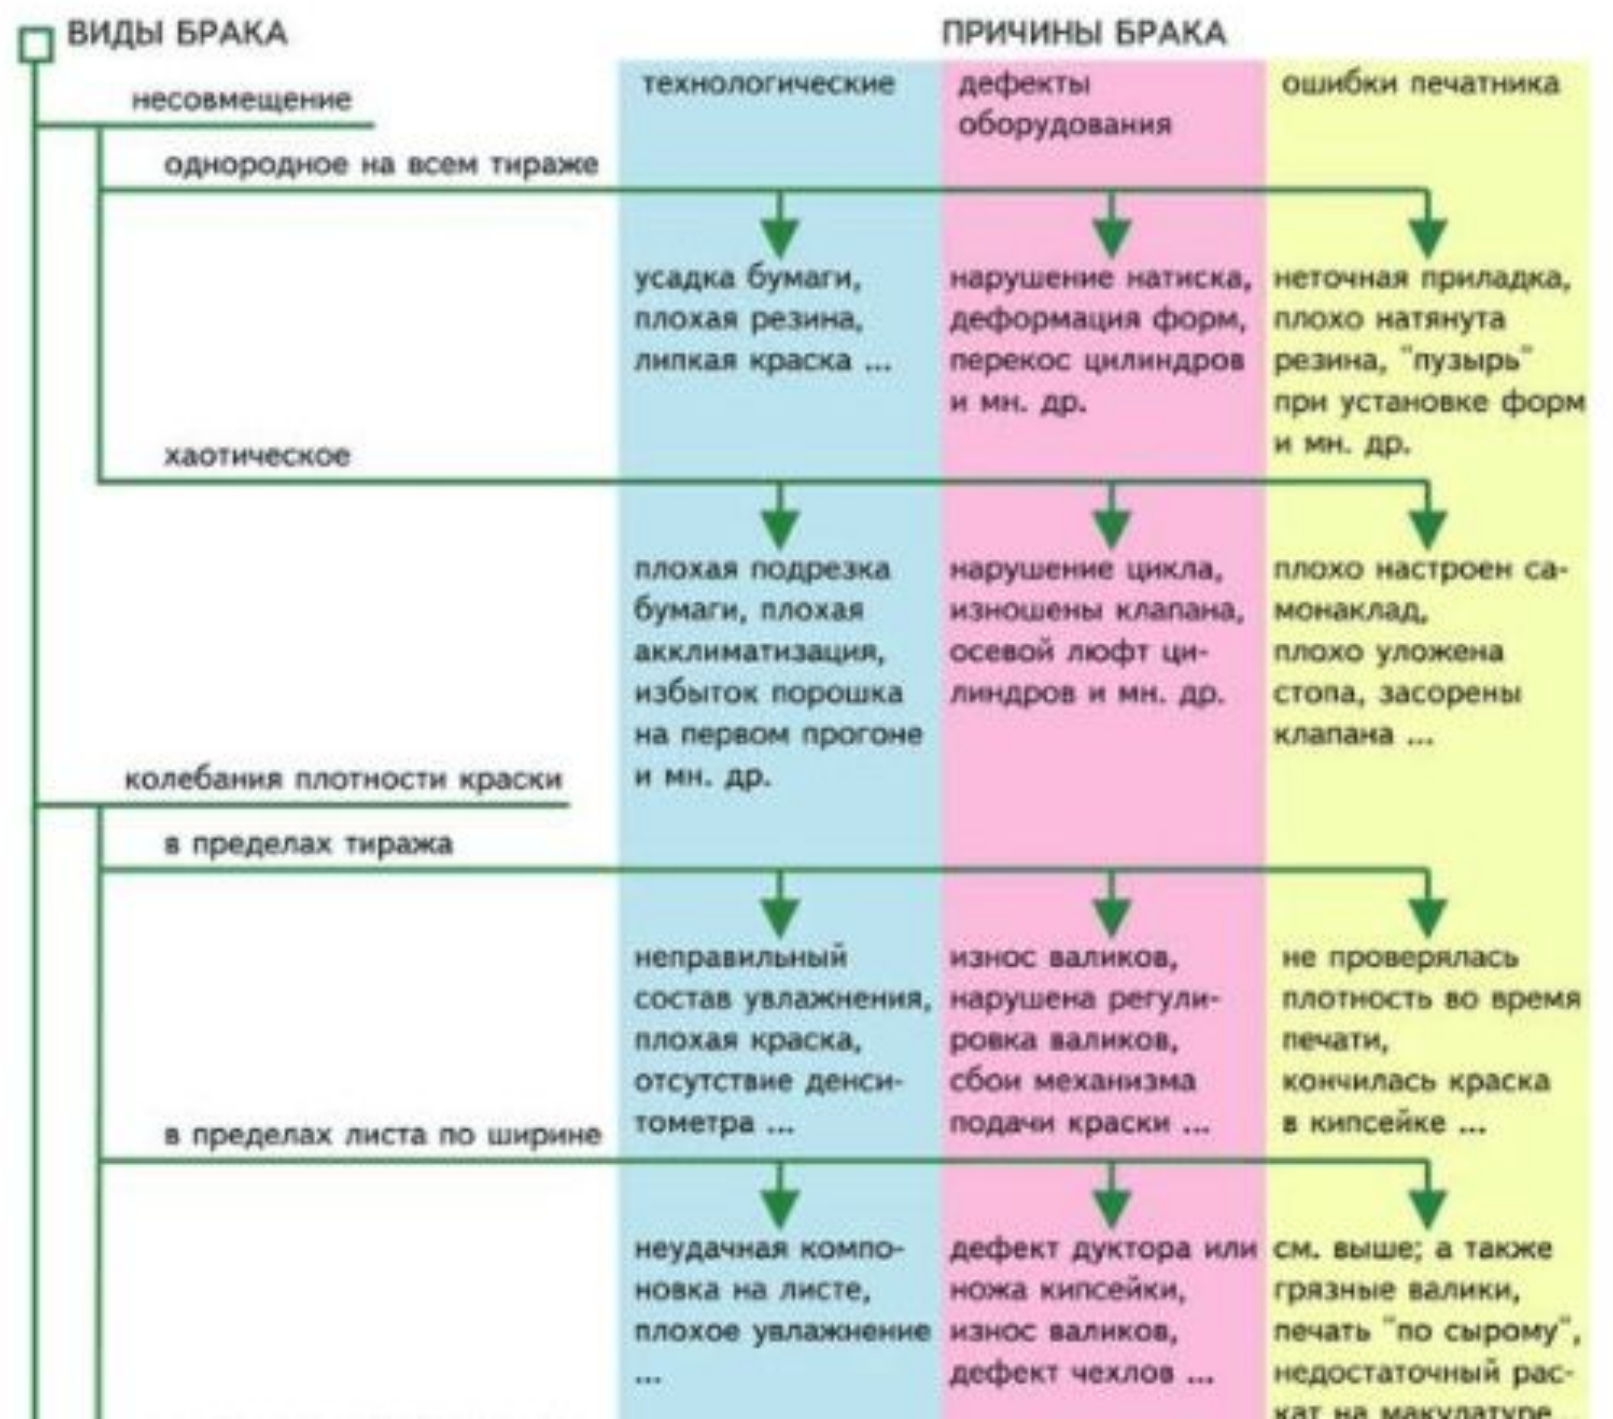 ВИДЫ БРАКА
ПРИЧИНЫ БРАКА
технологические
дефекты
оборудования
ошибки печатника
несовмещение
однородное на всем тираже
усадка бумаги,
плохая резина,
липкая краска ...
нарушение натиска,
деформация форм,
перекос цилиндров
и мн. др.
неточная приладка,
плохо натянута
резина, "пузырь"
при установке форм
и мн. др.
хаотическое
плохая подрезка
бумаги, плохая
акклиматизация,
избыток порошка
на первом прогоне
и мн. др.
нарушение цикла,
изношены клапана,
осевой люфт ци-
линдров и мн. др.
плохо настроен са-
монаклад,
плохо уложена
стопа, засорены
клапана ...
колебания плотности краски
в пределах тиража
неправильный
состав увлажнения,
плохая краска,
отсутствие денси-
тометра ...
износ валиков,
нарушена регули-
ровка валиков,
сбои механизма
подачи краски ...
не проверялась
плотность во время
печати,
кончилась краска
в кипсейке ...
в пределах листа по ширине
неудачная компо-
новка на листе,
плохое увлажнение
...
дефект дуктора или
ножа кипсейки,
износ валиков,
дефект чехлов ...
см. выше; а также
грязные валики,
печать "по сырому",
недостаточный рас-
кат на макулатуре...